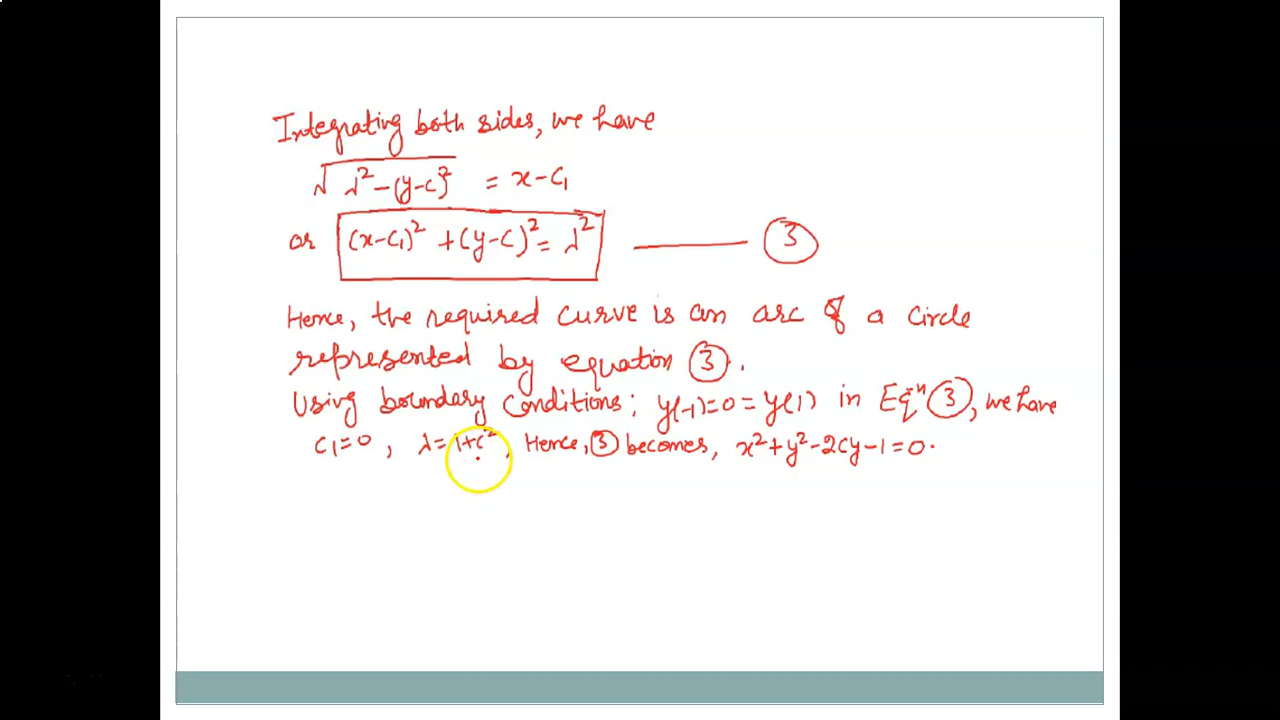 Integrating both sides, we have
√λ²-(y-c)² = x-c₁
or (x-c₁)² +(y-c)² = λ² ——— ③
Hence, the required curve is an arc of a circle
represented by equation ③.
Using boundary conditions; y(-1)=0=y(1) in Eqⁿ ③, we have
c₁=0, λ=1+c², Hence, ③ becomes, x²+y²-2cy-1=0.